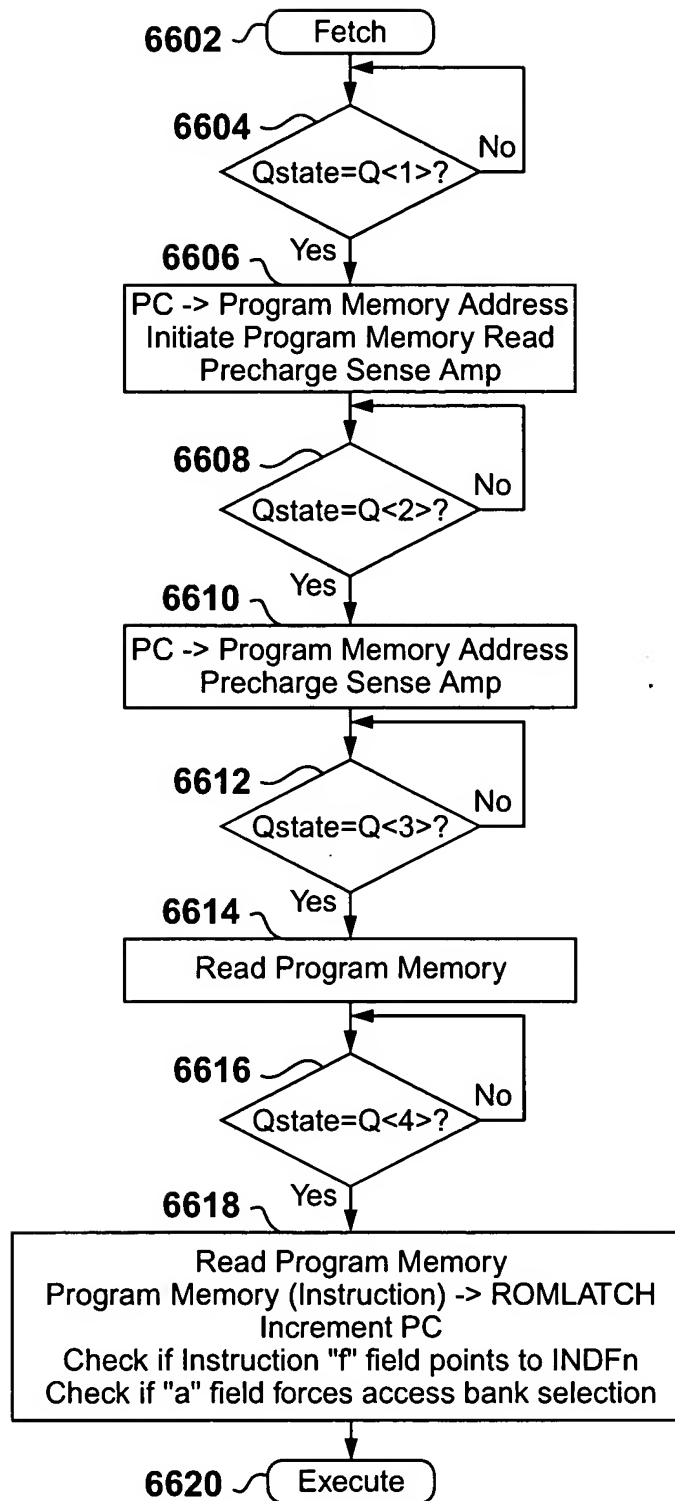 6602 Fetch
6604
Qstate=Q<1>?
No
Yes
6606
PC -> Program Memory Address
Initiate Program Memory Read
Precharge Sense Amp
6608
Qstate=Q<2>?
No
Yes
6610
PC -> Program Memory Address
Precharge Sense Amp
6612
Qstate=Q<3>?
No
Yes
6614
Read Program Memory
6616
Qstate=Q<4>?
No
Yes
6618
Read Program Memory
Program Memory (Instruction) -> ROMLATCH
Increment PC
Check if Instruction "f" field points to INDFn
Check if "a" field forces access bank selection
6620 Execute